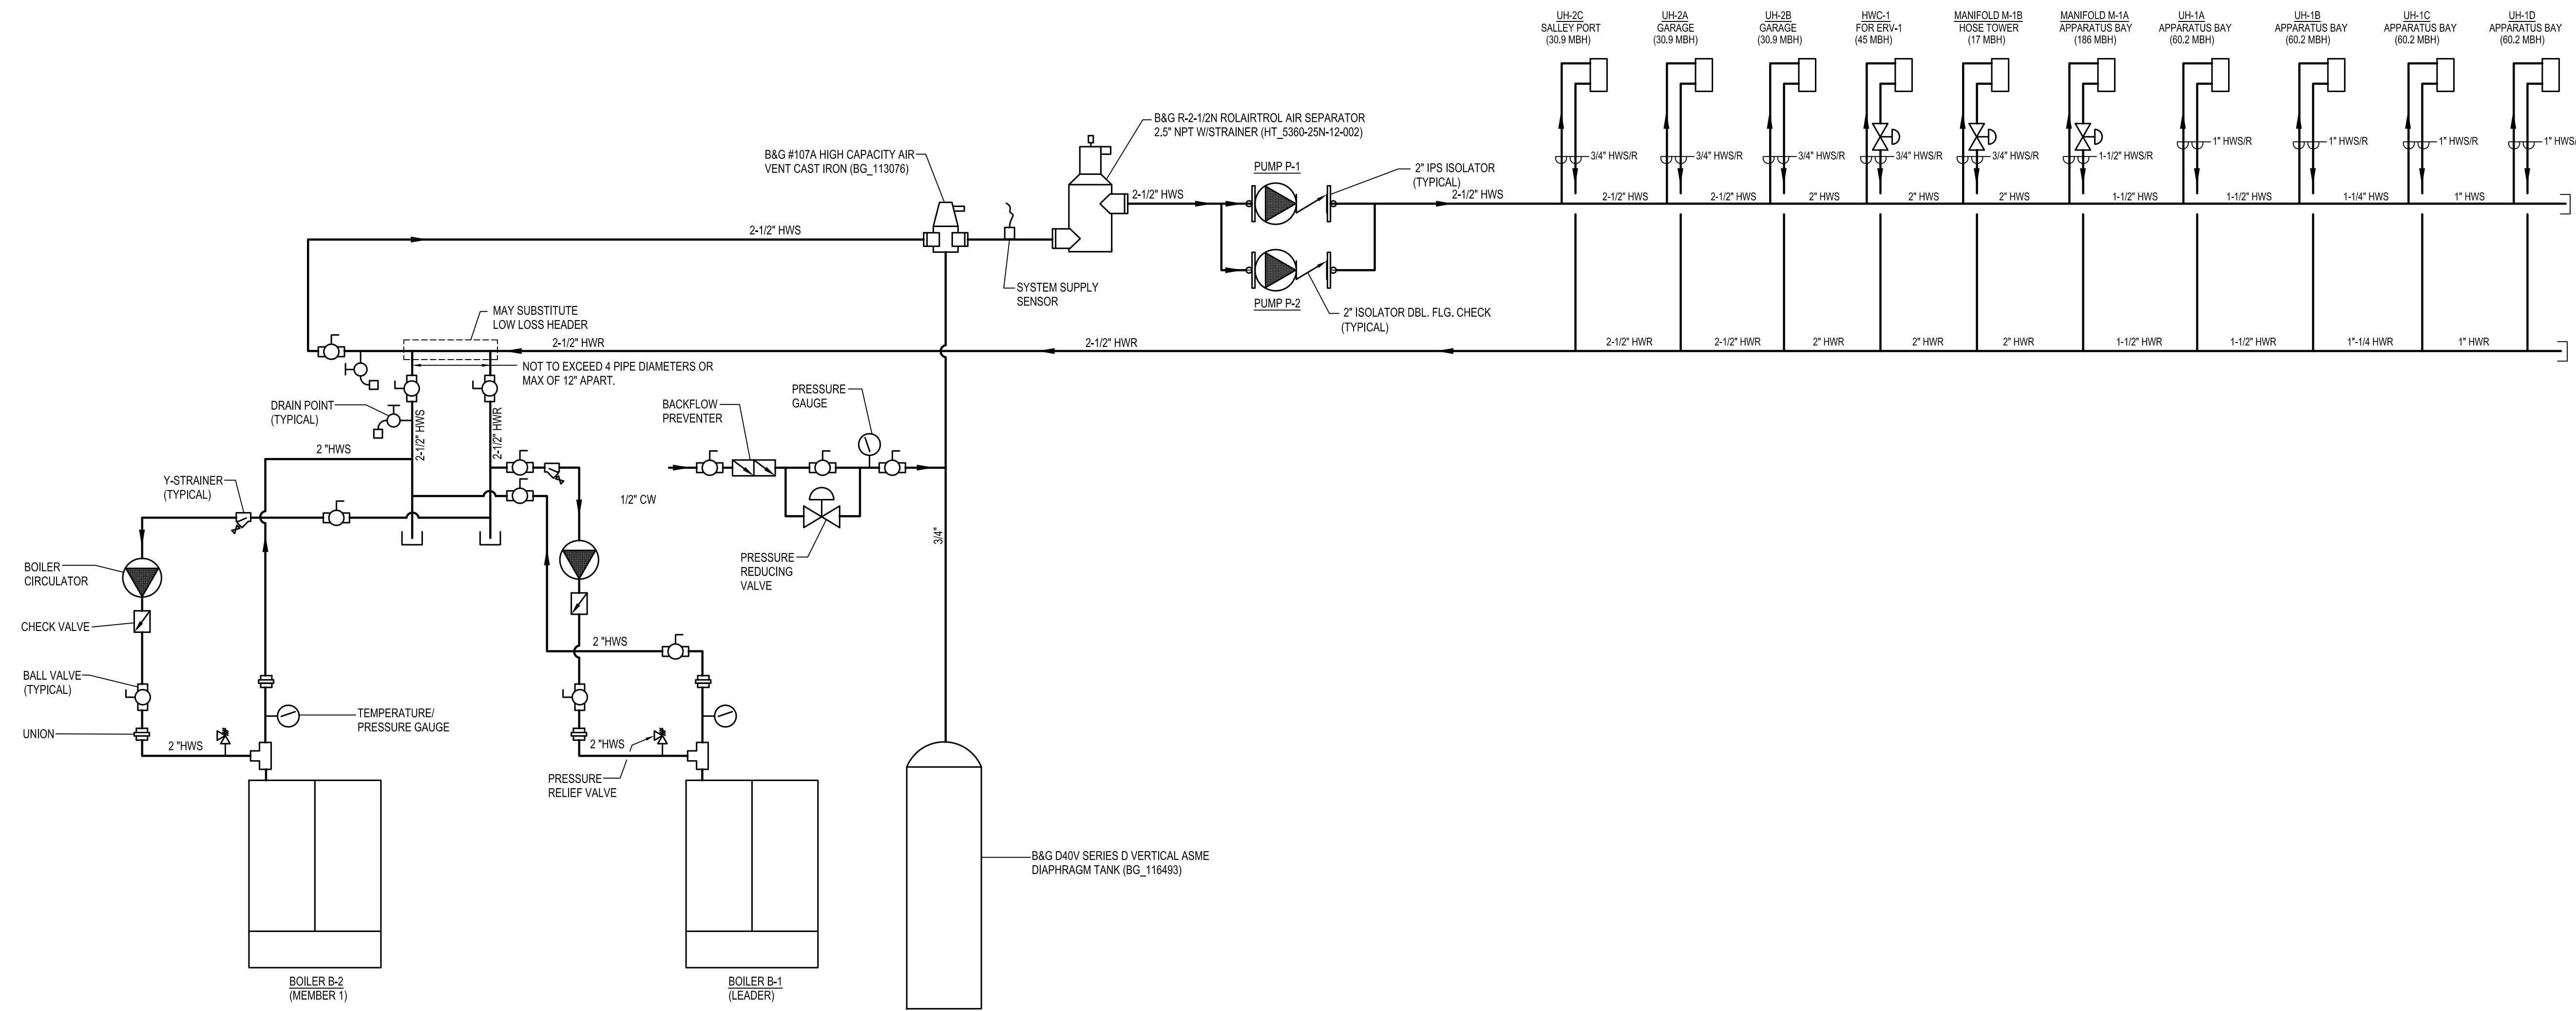 UH-2C
SALLEY PORT
(30.9 MBH)
UH-2A
GARAGE
(30.9 MBH)
UH-2B
GARAGE
(30.9 MBH)
HWC-1
FOR ERV-1
(45 MBH)
MANIFOLD M-1B
HOSE TOWER
(17 MBH)
MANIFOLD M-1A
APPARATUS BAY
(186 MBH)
UH-1A
APPARATUS BAY
(60.2 MBH)
UH-1B
APPARATUS BAY
(60.2 MBH)
UH-1C
APPARATUS BAY
(60.2 MBH)
UH-1D
APPARATUS BAY
(60.2 MBH)
B&G R-2-1/2N ROLAIRTROL AIR SEPARATOR
2.5" NPT W/STRAINER (HT_5360-25N-12-002)
B&G #107A HIGH CAPACITY AIR
VENT CAST IRON (BG_113076)
3/4" HWS/R
3/4" HWS/R
3/4" HWS/R
3/4" HWS/R
3/4" HWS/R
1-1/2" HWS/R
1" HWS/R
1" HWS/R
1" HWS/R
1" HWS/
PUMP P-1
2" IPS ISOLATOR
(TYPICAL)
2-1/2" HWS
2-1/2" HWS
2-1/2" HWS
2-1/2" HWS
2" HWS
2" HWS
2" HWS
1-1/2" HWS
1-1/2" HWS
1-1/4" HWS
1" HWS
2-1/2" HWS
SYSTEM SUPPLY
SENSOR
PUMP P-2
2" ISOLATOR DBL. FLG. CHECK
(TYPICAL)
MAY SUBSTITUTE
LOW LOSS HEADER
2-1/2" HWR
2-1/2" HWR
2-1/2" HWR
2-1/2" HWR
2" HWR
2" HWR
2" HWR
1-1/2" HWR
1-1/2" HWR
1"-1/4 HWR
1" HWR
NOT TO EXCEED 4 PIPE DIAMETERS OR
MAX OF 12" APART.
DRAIN POINT
(TYPICAL)
2-1/2" HWS
2-1/2" HWR
PRESSURE
GAUGE
BACKFLOW
PREVENTER
2 "HWS
Y-STRAINER
(TYPICAL)
1/2" CW
3/4"
PRESSURE
REDUCING
VALVE
BOILER
CIRCULATOR
CHECK VALVE
2 "HWS
BALL VALVE
(TYPICAL)
TEMPERATURE/
PRESSURE GAUGE
UNION
2 "HWS
2 "HWS
PRESSURE
RELIEF VALVE
B&G D40V SERIES D VERTICAL ASME
DIAPHRAGM TANK (BG_116493)
BOILER B-2
(MEMBER 1)
BOILER B-1
(LEADER)